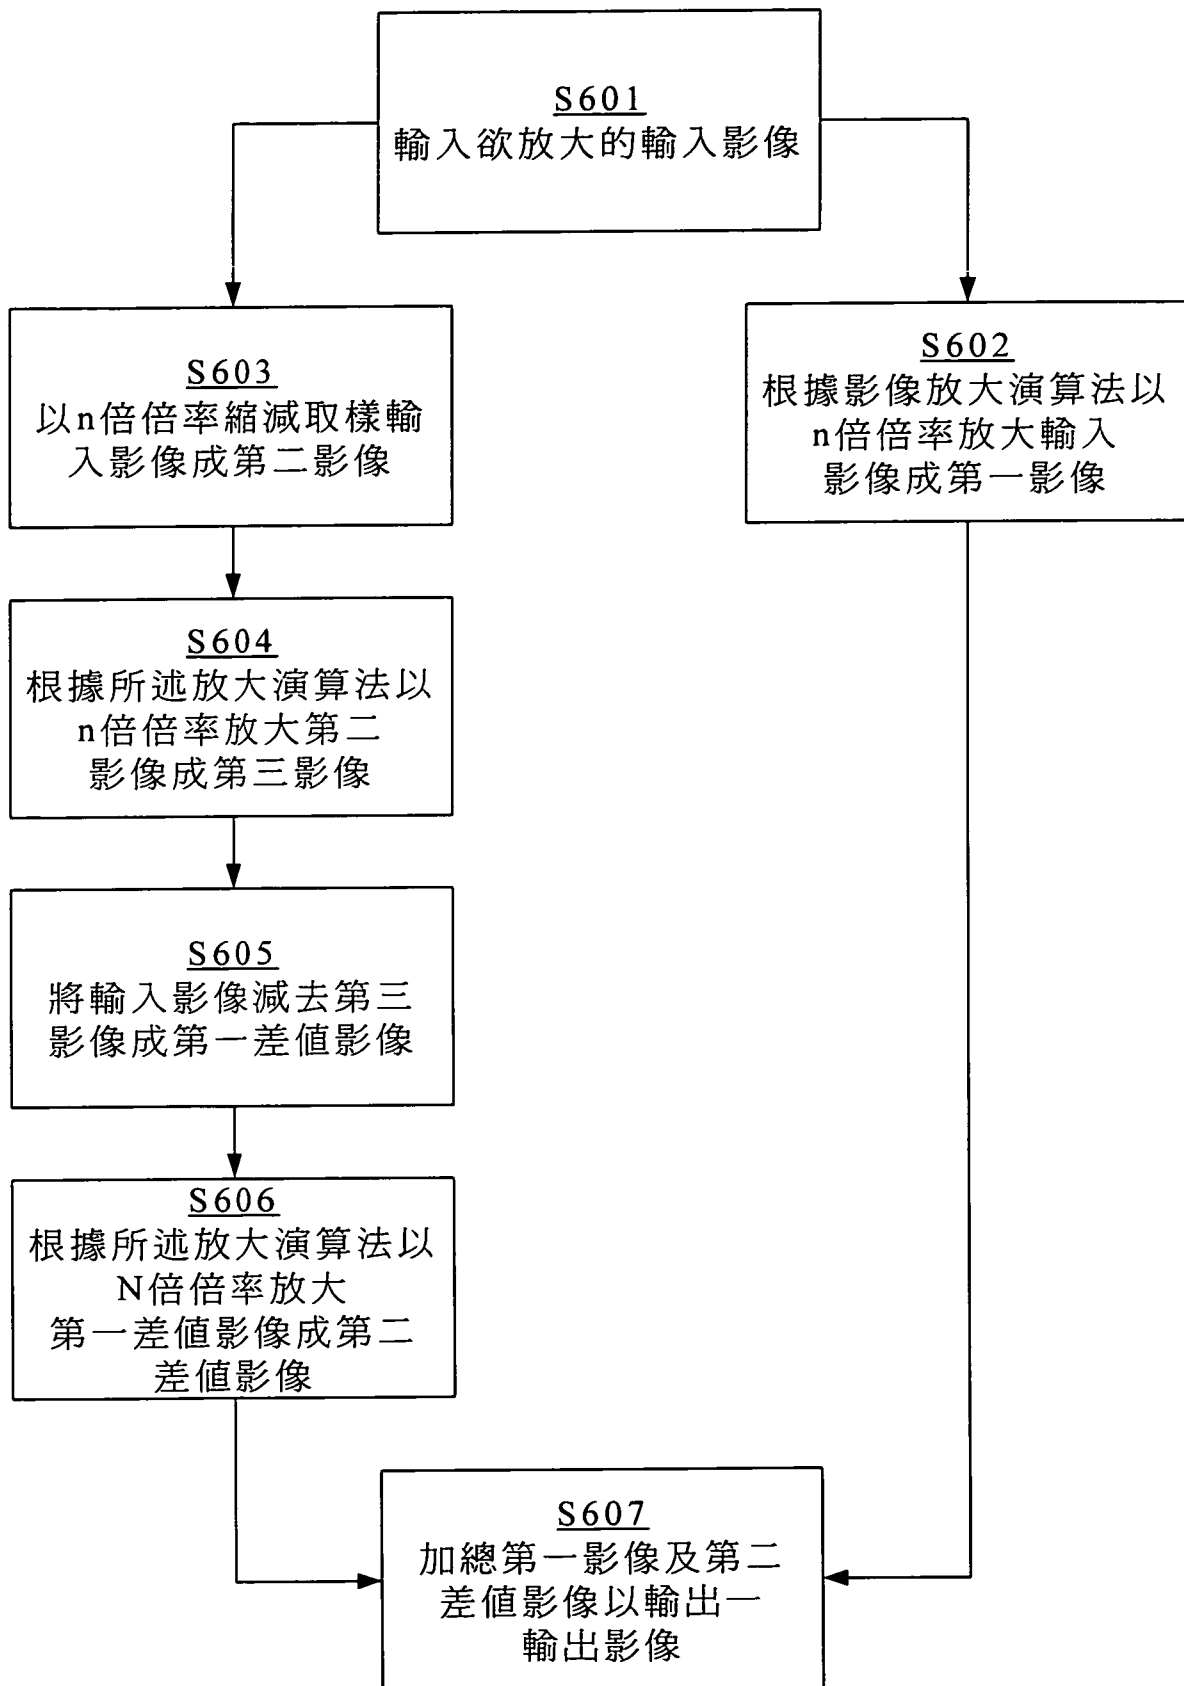 S601
輸入欲放大的輸入影像
S603
以n倍倍率縮減取樣輸
入影像成第二影像
S602
根據影像放大演算法以
n倍倍率放大輸入
影像成第一影像
S604
根據所述放大演算法以
n倍倍率放大第二
影像成第三影像
S605
將輸入影像減去第三
影像成第一差值影像
S606
根據所述放大演算法以
N倍倍率放大
第一差值影像成第二
差值影像
S607
加總第一影像及第二
差值影像以輸出一
輸出影像